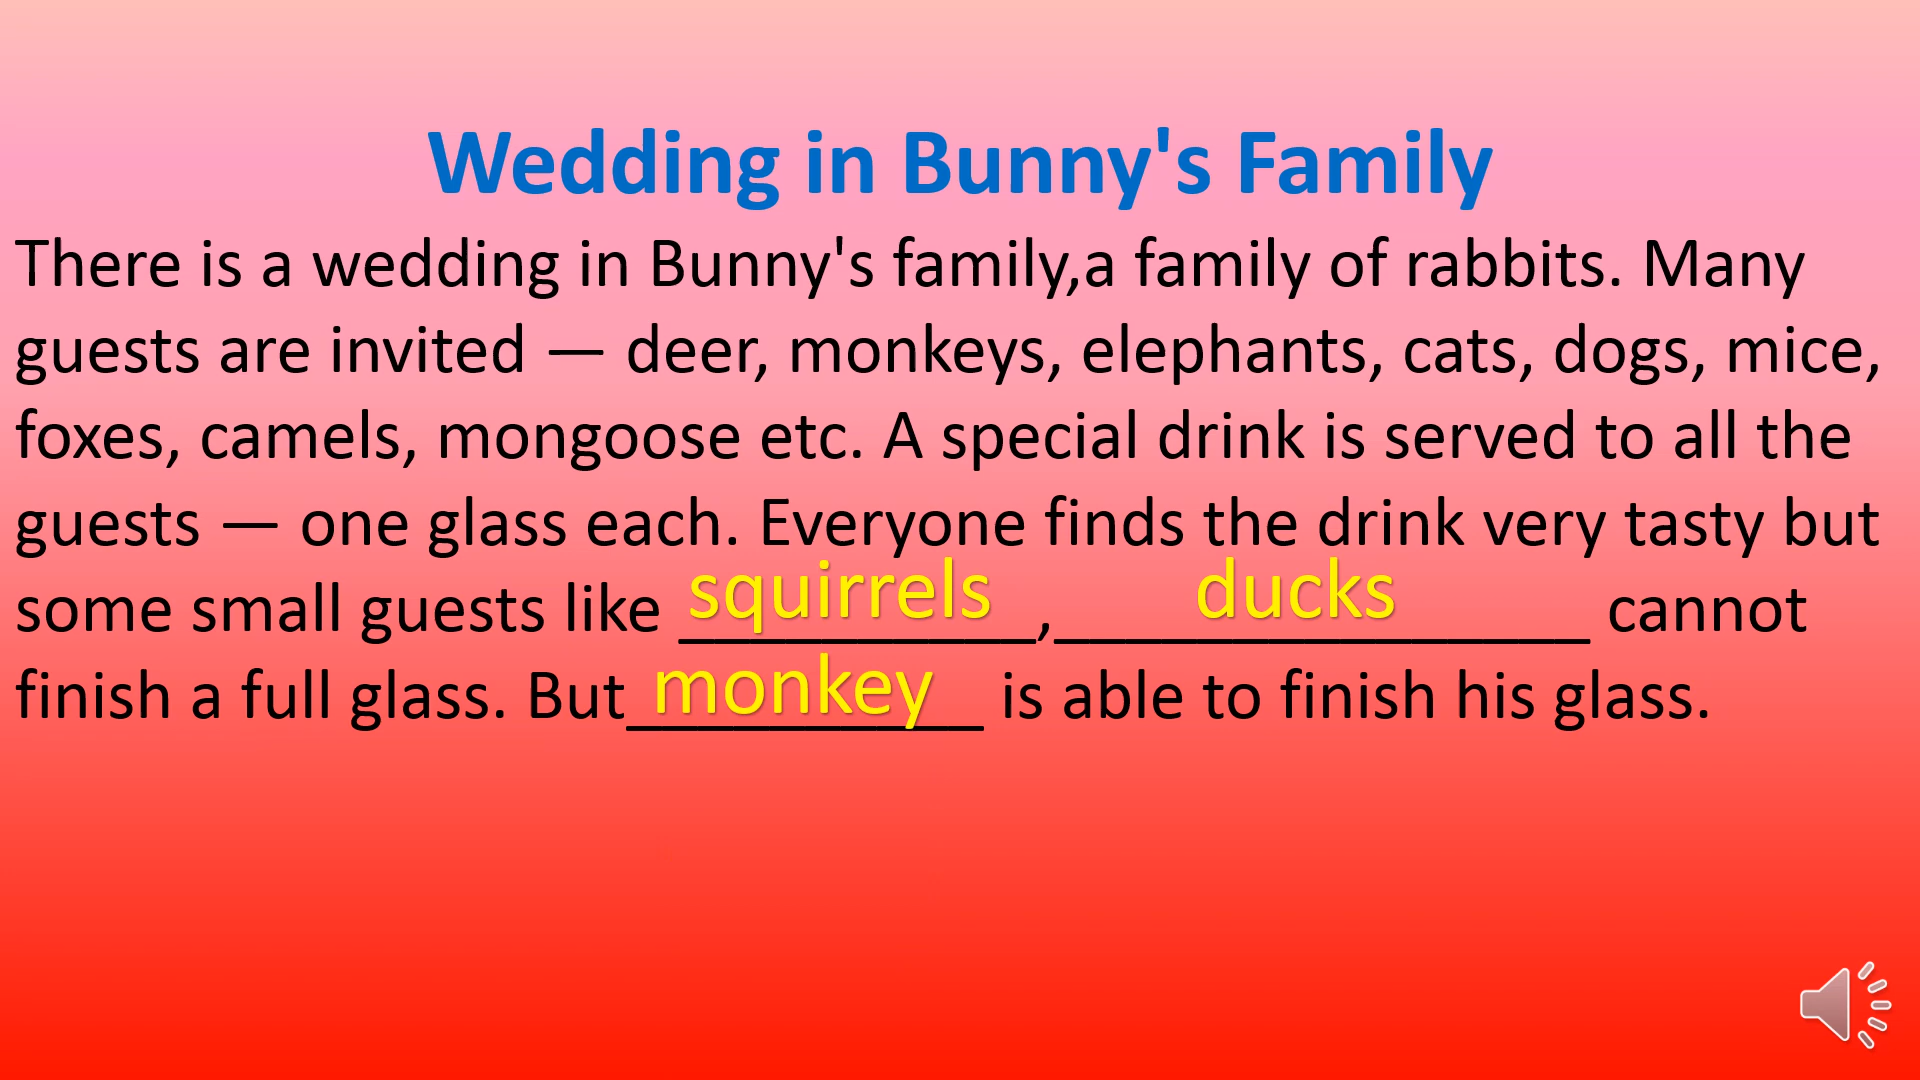 Wedding in Bunny's Family
There is a wedding in Bunny's family,a family of rabbits. Many
guests are invited — deer, monkeys, elephants, cats, dogs, mice,
foxes, camels, mongoose etc. A special drink is served to all the
guests — one glass each. Everyone finds the drink very tasty but
some small guests like squirrels, ducks cannot
finish a full glass. But monkey is able to finish his glass.